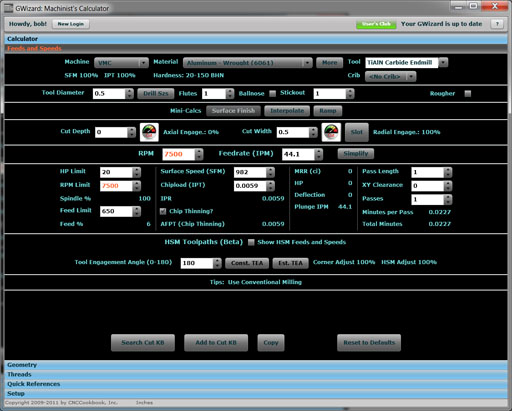 GWizard: Machinist's Calculator
Howdy, bob! New Login User's Club Your GWizard is up to date ?
Calculator
Feeds and Speeds
Machine VMC Material Aluminum - Wrought (6061) More Tool TiAlN Carbide Endmill
SFM 100% IPT 100% Hardness: 20-150 BHN Crib <No Crib>
Tool Diameter 0.5 Drill Szs Flutes 1 Ballnose Stickout 1 Rougher
Mini-Calcs Surface Finish Interpolate Ramp
Cut Depth 0 Axial Engage.: 0% Cut Width 0.5 Slot Radial Engage.: 100%
RPM 7500 Feedrate (IPM) 44.1 Simplify
HP Limit 20 Surface Speed (SFM) 982 MRR (ci) 0 Pass Length 1
RPM Limit 7500 Chipload (IPT) 0.0059 HP 0 XY Clearance 0
Spindle % 100 IPR 0.0059 Deflection 0 Passes 1
Feed Limit 650 Chip Thinning? Plunge IPM 44.1 Minutes per Pass 0.0227
Feed % 6 AFPT (Chip Thinning) 0.0059 Total Minutes 0.0227
HSM Toolpaths (Beta) Show HSM Feeds and Speeds
Tool Engagement Angle (0-180) 180 Const. TEA Est. TEA Corner Adjust 100% HSM Adjust 100%
Tips: Use Conventional Milling
Search Cut KB Add to Cut KB Copy Reset to Defaults
Geometry
Threads
Quick References
Setup
Copyright 2009-2011 by CNCCookbook, Inc. Inches